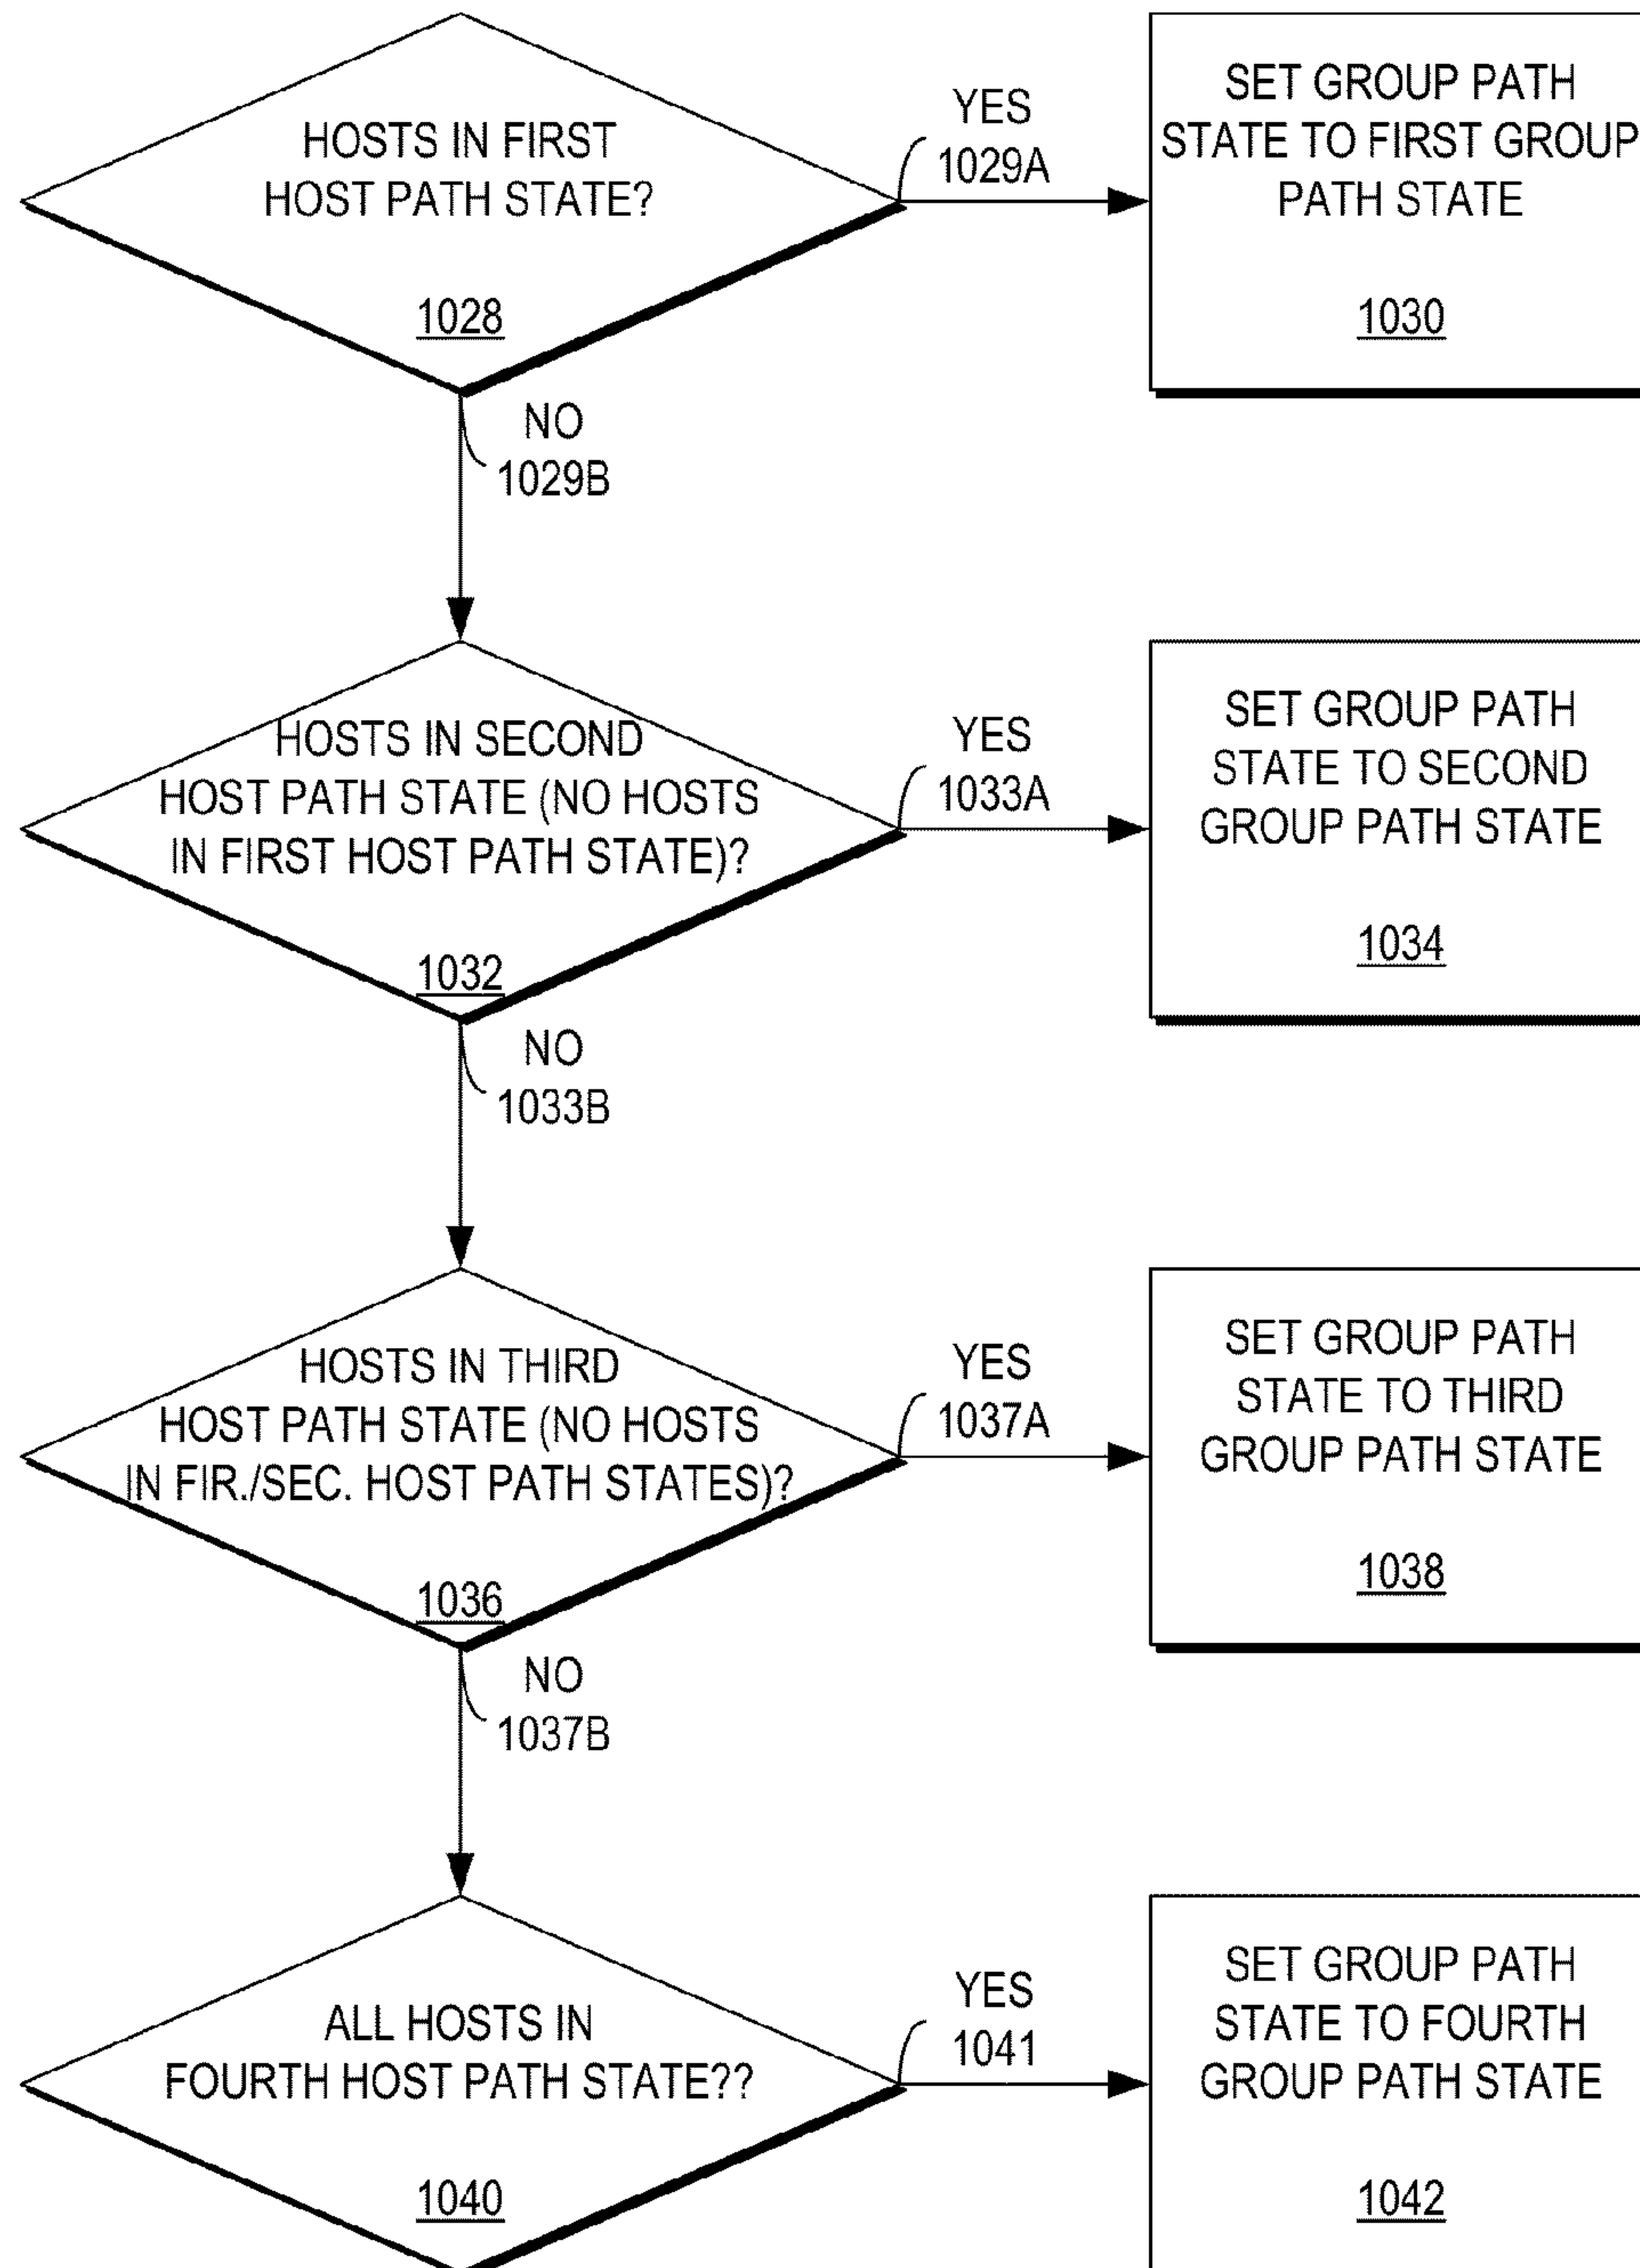 HOSTS IN FIRST
HOST PATH STATE?
1028
YES
1029A
SET GROUP PATH
STATE TO FIRST GROUP
PATH STATE
1030
NO
1029B
HOSTS IN SECOND
HOST PATH STATE (NO HOSTS
IN FIRST HOST PATH STATE)?
1032
YES
1033A
SET GROUP PATH
STATE TO SECOND
GROUP PATH STATE
1034
NO
1033B
HOSTS IN THIRD
HOST PATH STATE (NO HOSTS
IN FIR./SEC. HOST PATH STATES)?
1036
YES
1037A
SET GROUP PATH
STATE TO THIRD
GROUP PATH STATE
1038
NO
1037B
ALL HOSTS IN
FOURTH HOST PATH STATE??
1040
YES
1041
SET GROUP PATH
STATE TO FOURTH
GROUP PATH STATE
1042